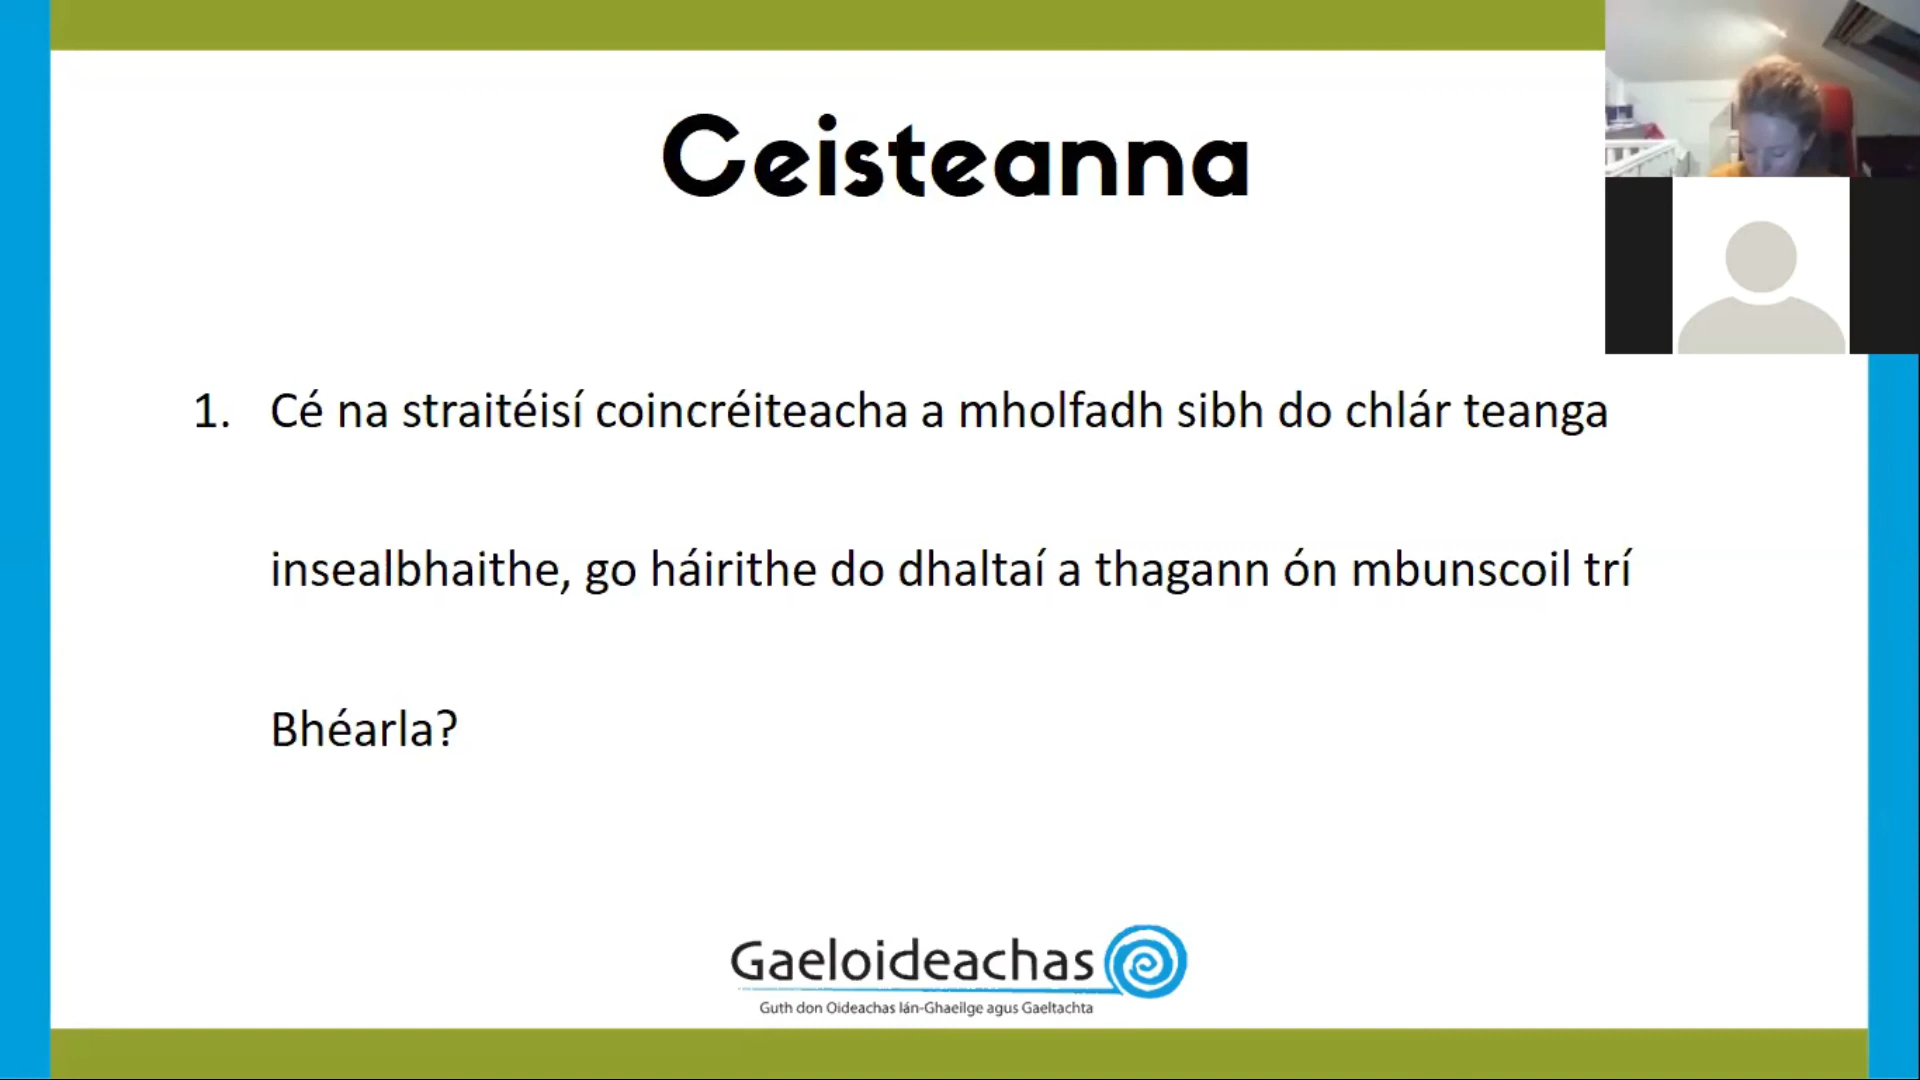 Ceisteanna
1. Cé na straitéisí coincréiteacha a mholfadh sibh do chlár teanga
insealbhaithe, go háirithe do dhaltaí a thagann ón mbunscoil trí
Bhéarla?
Gaeloideachas
Guth don Oideachas lán-Ghaeilge agus Gaeltachta